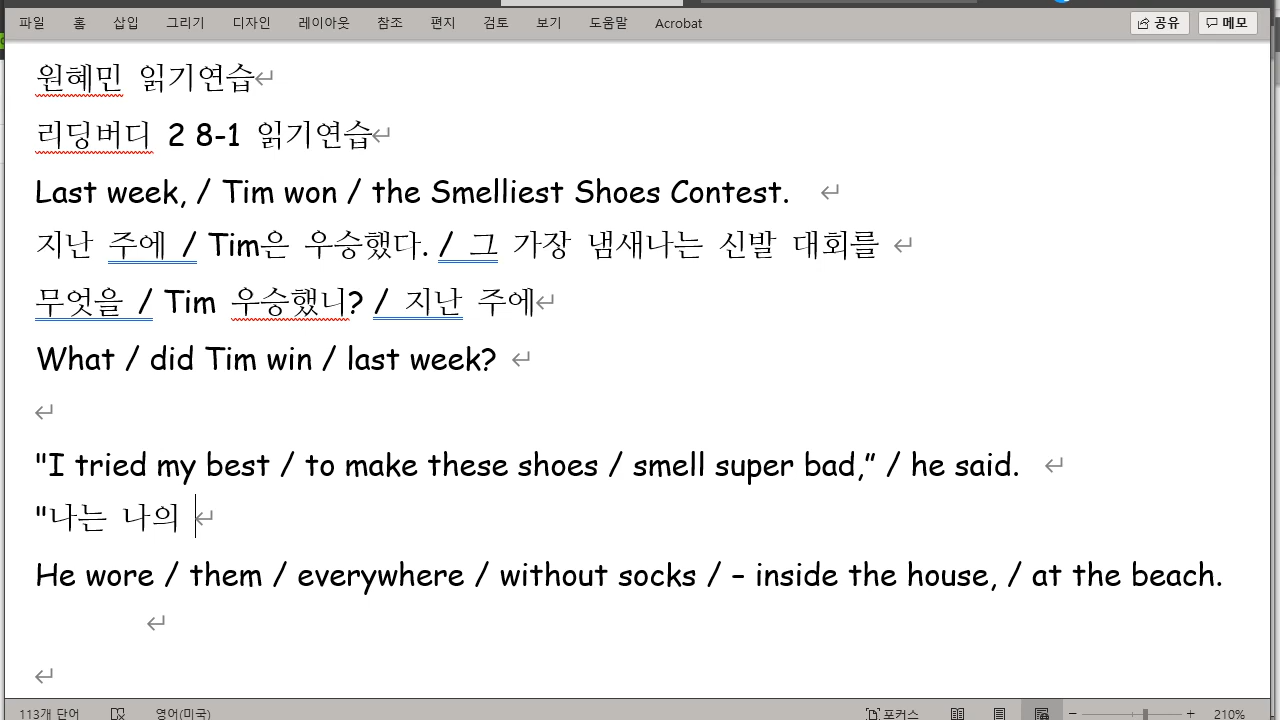 파일 홈 삽입 그리기 디자인 레이아웃 참조 편지 검토 보기 도움말 Acrobat 공유 메모
원혜민 읽기연습
리딩버디 2 8-1 읽기연습
Last week, / Tim won / the Smelliest Shoes Contest.
지난 주에 / Tim은 우승했다. / 그 가장 냄새나는 신발 대회를
무엇을 / Tim 우승했니? / 지난 주에
What / did Tim win / last week?
"I tried my best / to make these shoes / smell super bad,” / he said.
"나는 나의
He wore / them / everywhere / without socks / – inside the house, / at the beach.
113개 단어 영어(미국) 포커스 210%